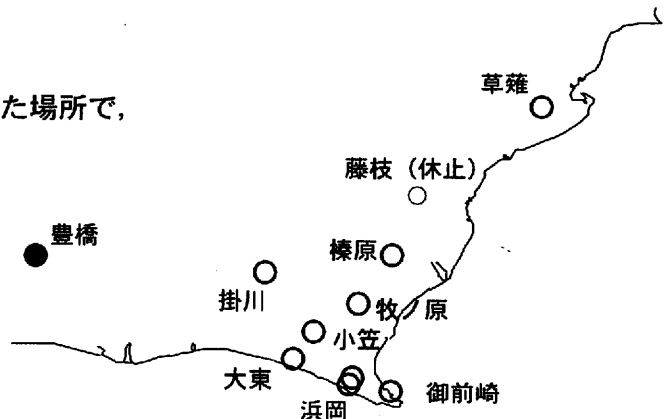 草薙
た場所で，
藤枝（休止）
豊橋
榛原
掛川
牧ノ原
小笠
大東
御前崎
浜岡